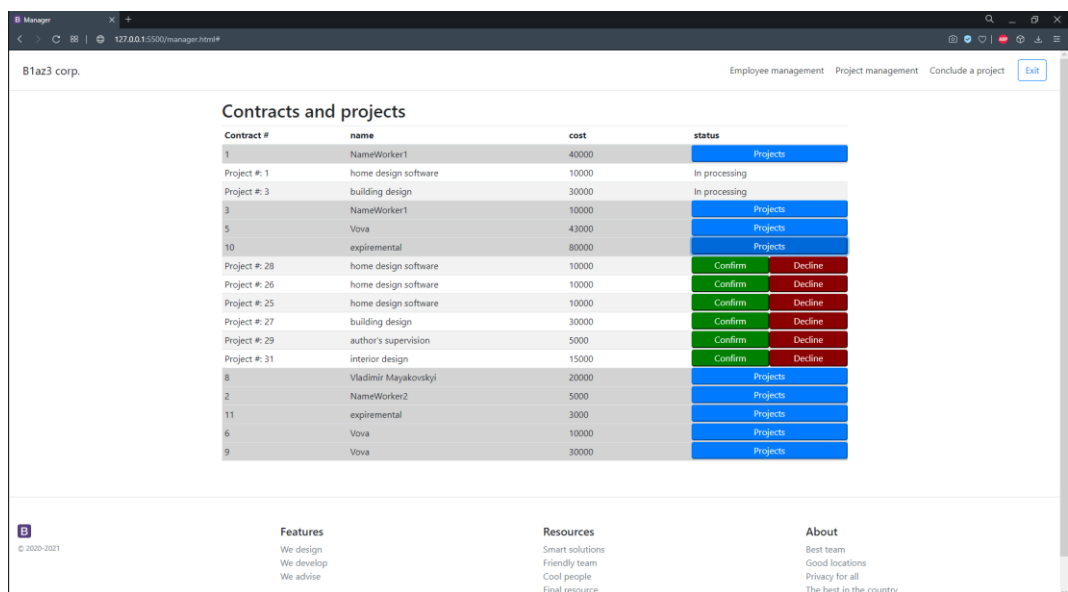 B Manager
127.0.0.1:5500/manager.html#
B1az3 corp. Employee management Project management Conclude a project Exit
Contracts and projects
Contract # name cost status
1 NameWorker1 40000 Projects
Project #: 1 home design software 10000 In processing
Project #: 3 building design 30000 In processing
3 NameWorker1 10000 Projects
5 Vova 43000 Projects
10 expiremental 80000 Projects
Project #: 28 home design software 10000 Confirm Decline
Project #: 26 home design software 10000 Confirm Decline
Project #: 25 home design software 10000 Confirm Decline
Project #: 27 building design 30000 Confirm Decline
Project #: 29 author's supervision 5000 Confirm Decline
Project #: 31 interior design 15000 Confirm Decline
8 Vladimir Mayakovskyi 20000 Projects
2 NameWorker2 5000 Projects
11 expiremental 3000 Projects
6 Vova 10000 Projects
9 Vova 30000 Projects
B Features Resources About
© 2020-2021 We design Smart solutions Best team
We develop Friendly team Good locations
We advise Cool people Privacy for all
Final resource The best in the country